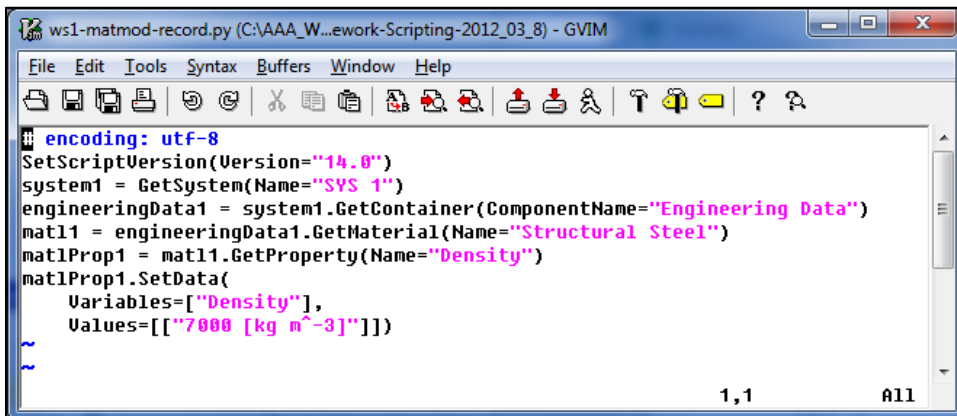 ws1-matmod-record.py (C:\AAA_W...ework-Scripting-2012_03_8) - GVIM
File Edit Tools Syntax Buffers Window Help
# encoding: utf-8
SetScriptVersion(Version="14.0")
system1 = GetSystem(Name="SYS 1")
engineeringData1 = system1.GetContainer(ComponentName="Engineering Data")
matl1 = engineeringData1.GetMaterial(Name="Structural Steel")
matlProp1 = matl1.GetProperty(Name="Density")
matlProp1.SetData(
    Variables=["Density"],
    Values=[["7000 [kg m^-3]"]])
~
~
1,1 All